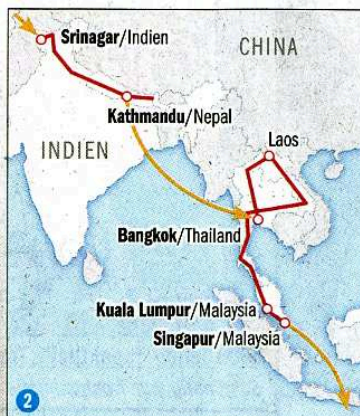 Srinagar/Indien
CHINA
Kathmandu/Nepal
INDIEN
Laos
Bangkok/Thailand
Kuala Lumpur/Malaysia
Singapur/Malaysia
2